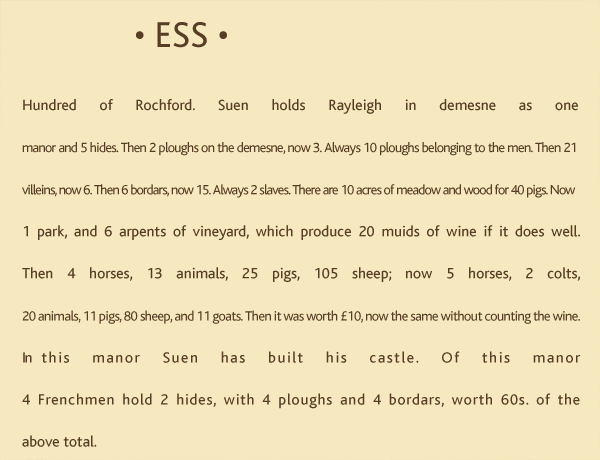 • ESS •
Hundred of Rochford. Suen holds Rayleigh in demesne as one
manor and 5 hides. Then 2 ploughs on the demesne, now 3. Always 10 ploughs belonging to the men. Then 21
villeins, now 6. Then 6 bordars, now 15. Always 2 slaves. There are 10 acres of meadow and wood for 40 pigs. Now
1 park, and 6 arpents of vineyard, which produce 20 muids of wine if it does well.
Then 4 horses, 13 animals, 25 pigs, 105 sheep; now 5 horses, 2 colts,
20 animals, 11 pigs, 80 sheep, and 11 goats. Then it was worth £10, now the same without counting the wine.
In this manor Suen has built his castle. Of this manor
4 Frenchmen hold 2 hides, with 4 ploughs and 4 bordars, worth 60s. of the
above total.